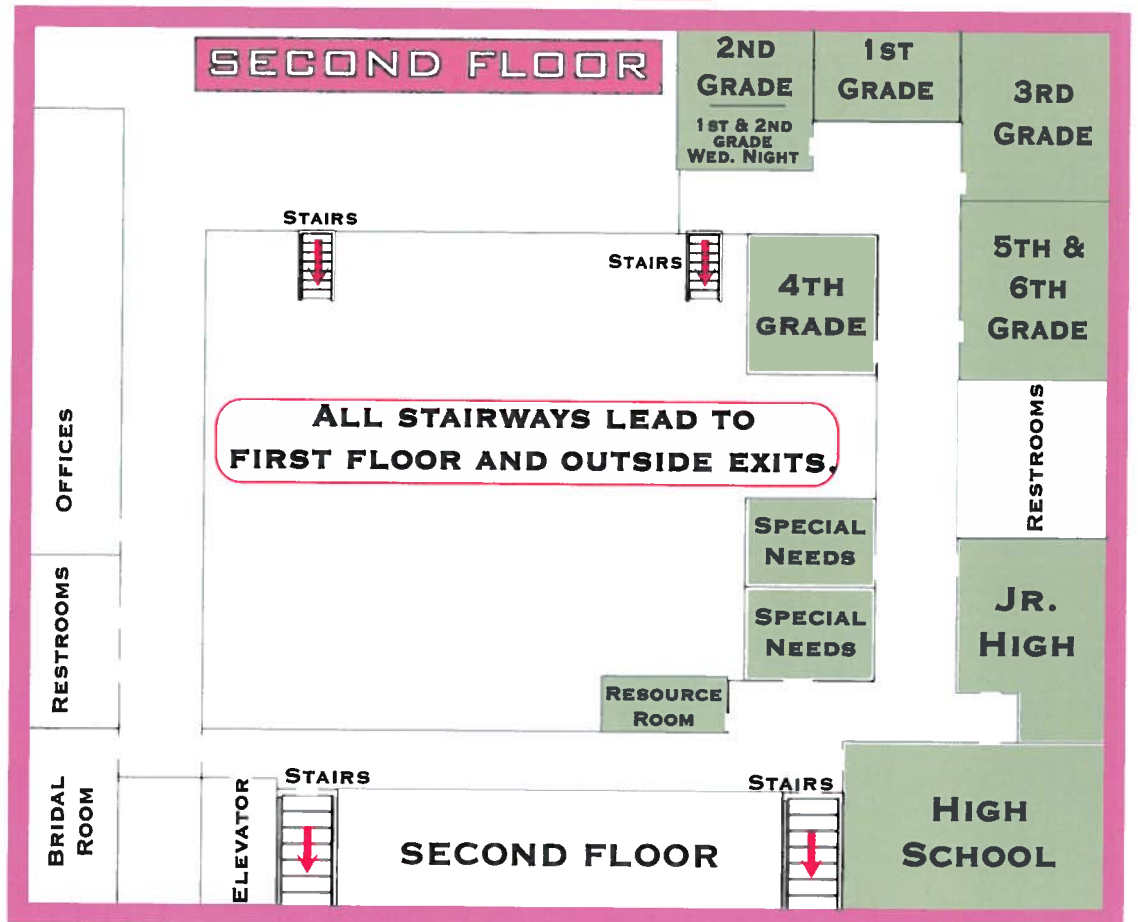 SECOND FLOOR
2ND
GRADE
1ST & 2ND
GRADE
WED. NIGHT
1ST
GRADE
3RD
GRADE
STAIRS
STAIRS
4TH
GRADE
5TH &
6TH
GRADE
ALL STAIRWAYS LEAD TO
FIRST FLOOR AND OUTSIDE EXITS.
OFFICES
RESTROOMS
SPECIAL
NEEDS
SPECIAL
NEEDS
JR.
HIGH
RESTROOMS
RESOURCE
ROOM
BRIDAL
ROOM
ELEVATOR
STAIRS
SECOND FLOOR
STAIRS
HIGH
SCHOOL